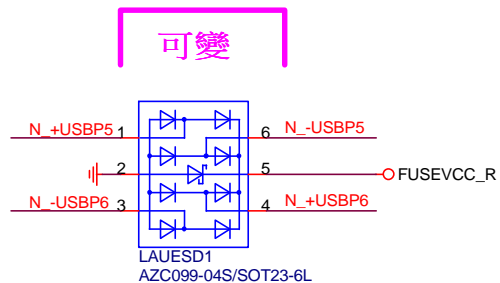 可變
N_+USBP5 1 6 N_-USBP5
2 5 FUSEVCC_R
N_-USBP6 3 4 N_+USBP6
LAUESD1
AZC099-04S/SOT23-6L